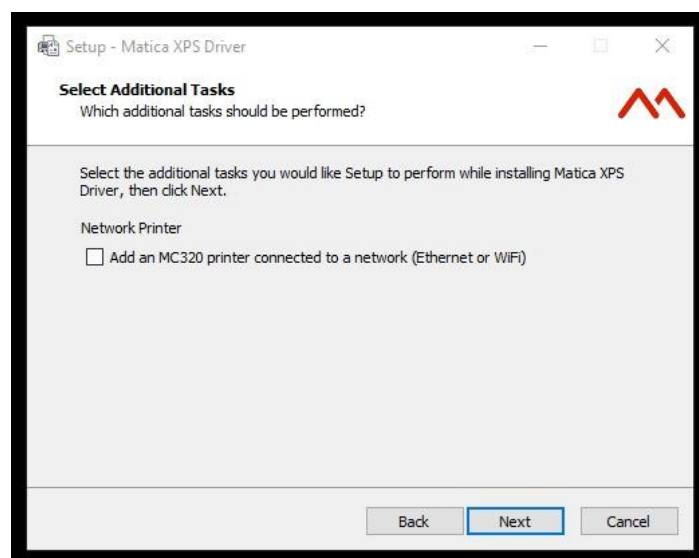 Setup - Matica XPS Driver
Select Additional Tasks
Which additional tasks should be performed?
Select the additional tasks you would like Setup to perform while installing Matica XPS
Driver, then click Next.
Network Printer
Add an MC320 printer connected to a network (Ethernet or WiFi)
Back
Next
Cancel